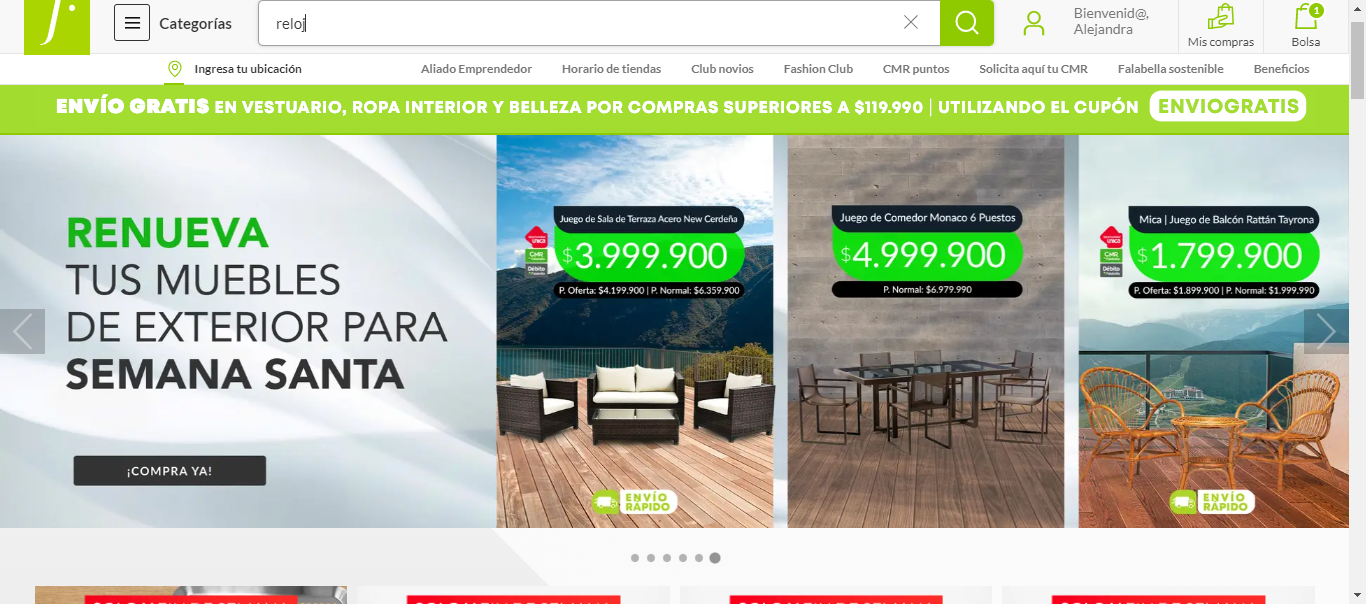 f.
Categorías
reloj
Bienvenid@,
Alejandra
Mis compras
1
Bolsa
Ingresa tu ubicación
Aliado Emprendedor
Horario de tiendas
Club novios
Fashion Club
CMR puntos
Solicita aquí tu CMR
Falabella sostenible
Beneficios
ENVÍO GRATIS EN VESTUARIO, ROPA INTERIOR Y BELLEZA POR COMPRAS SUPERIORES A $119.990 | UTILIZANDO EL CUPÓN ENVIOGRATIS
RENUEVA
TUS MUEBLES
DE EXTERIOR PARA
SEMANA SANTA
¡COMPRA YA!
Juego de Sala de Terraza Acero New Cerdeña
ÚNICA
CMR
Débito
$3.999.900
P. Oferta: $4.199.900 | P. Normal: $6.359.900
ENVÍO
RÁPIDO
Juego de Comedor Monaco 6 Puestos
$4.999.900
P. Normal: $6.979.990
Mica | Juego de Balcón Rattán Tayrona
ÚNICA
CMR
Débito
$1.799.900
P. Oferta: $1.899.900 | P. Normal: $1.999.990
ENVÍO
RÁPIDO